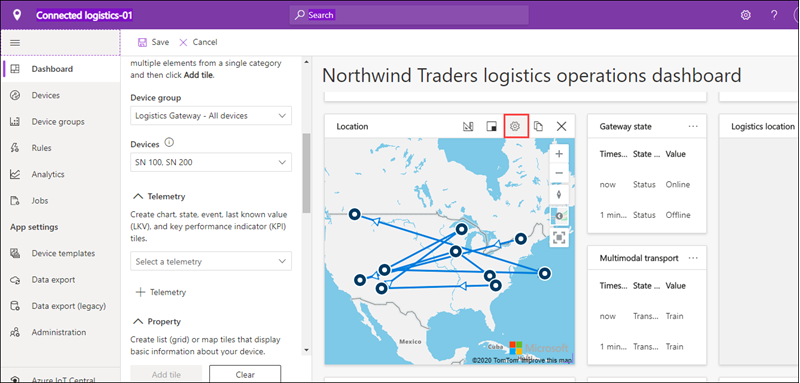 Connected logistics-01
Search
?
Save
Cancel
Dashboard
Devices
Device groups
Rules
Analytics
Jobs
App settings
Device templates
Data export
Data export (legacy)
Administration
Azure IoT Central
multiple elements from a single category
and then click Add tile.
Device group
Logistics Gateway - All devices
Devices
SN 100, SN 200
Telemetry
Create chart, state, event, last known value
(LKV), and key performance indicator (KPI)
tiles.
Select a telemetry
+ Telemetry
Property
Create list (grid) or map tiles that display
basic information about your device.
Add tile
Clear
Northwind Traders logistics operations dashboard
Location
Cuba
Microsoft
©2020 TomTom Improve this map
Gateway state
Times... State ... Value
now Status Online
1 min... Status Offline
Multimodal transport
Times... State ... Value
now Trans... Train
1 min... Trans... Train
Logistics location